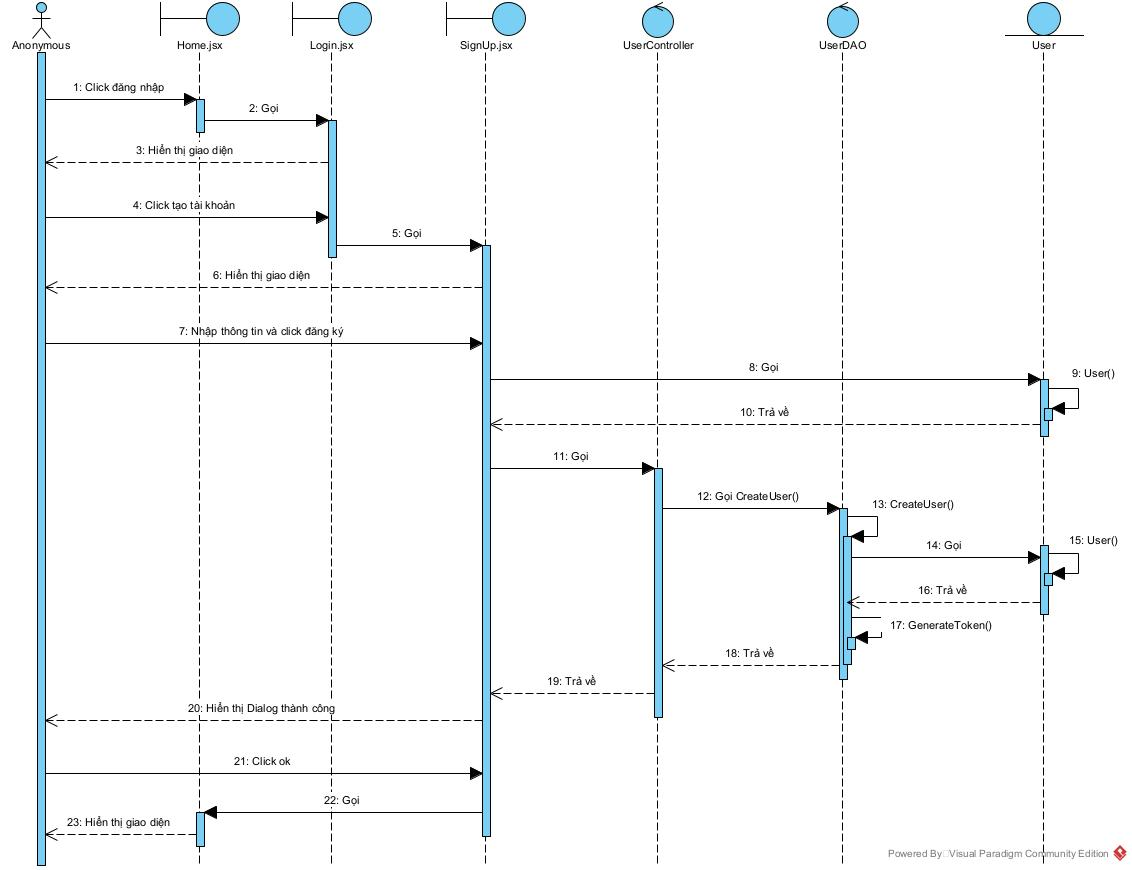 Anonymous
Home.jsx
Login.jsx
SignUp.jsx
UserController
UserDAO
User
1: Click đăng nhập
2: Gọi
3: Hiển thị giao diện
4: Click tạo tài khoản
5: Gọi
6: Hiển thị giao diện
7: Nhập thông tin và click đăng ký
8: Gọi
9: User()
10: Trả về
11: Gọi
12: Gọi CreateUser()
13: CreateUser()
14: Gọi
15: User()
16: Trả về
17: GenerateToken()
18: Trả về
19: Trả về
20: Hiển thị Dialog thành công
21: Click ok
22: Gọi
23: Hiển thị giao diện
Powered By Visual Paradigm Community Edition